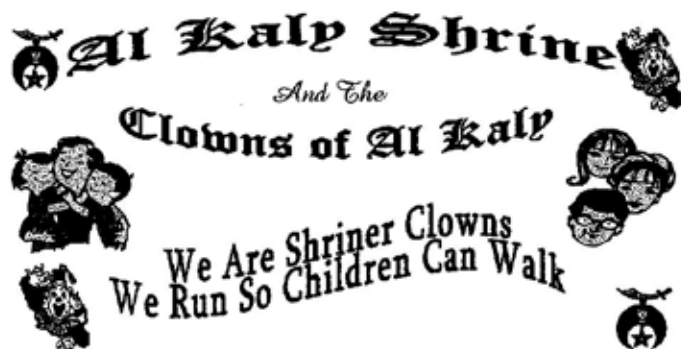 Al Kaly Shrine
And The
Clowns of Al Kaly
We Are Shriner Clowns
We Run So Children Can Walk